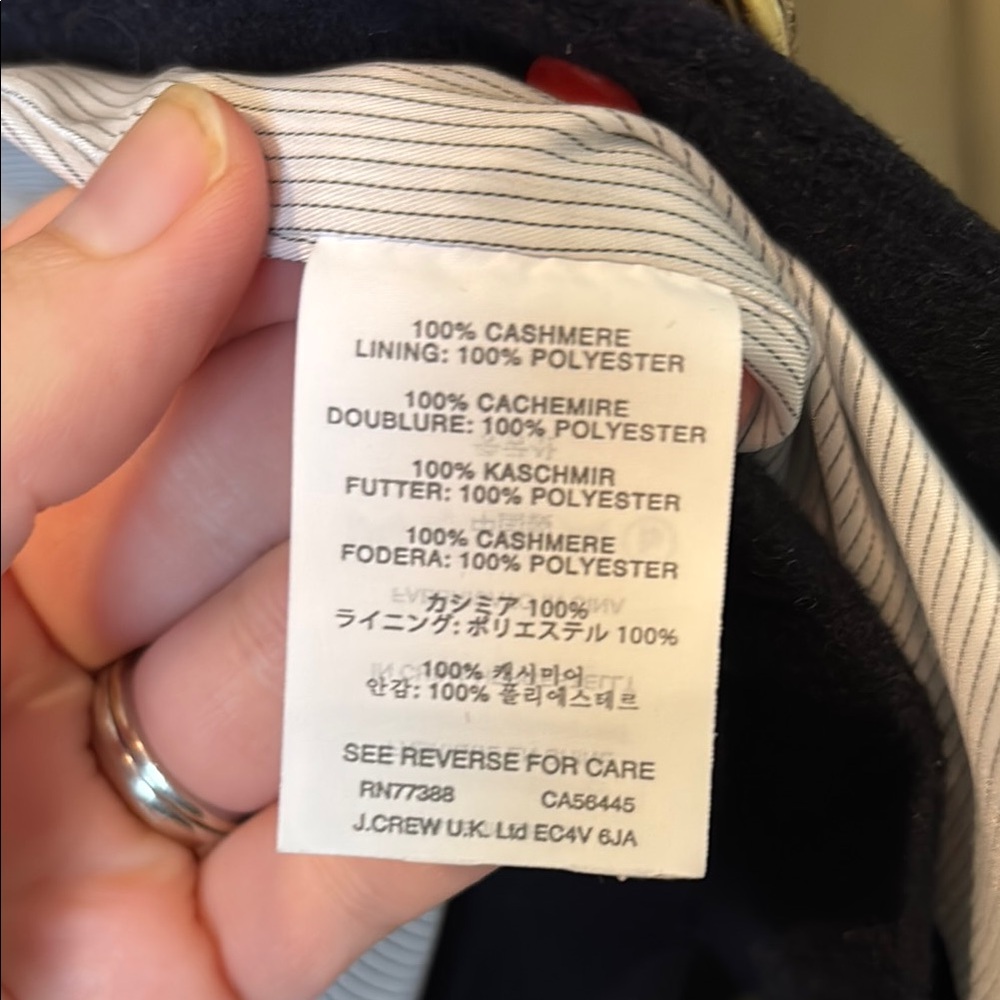 100% CASHMERE
LINING: 100% POLYESTER
100% CACHEMIRE
DOUBLURE: 100% POLYESTER
100% KASCHMIR
FUTTER: 100% POLYESTER
100% CASHMERE
FODERA: 100% POLYESTER
カシミア 100%
ライニング: ポリエステル 100%
100% 캐시미어
안감: 100% 폴리에스테르
SEE REVERSE FOR CARE
RN77388 CA56445
J.CREW U.K. Ltd EC4V 6JA